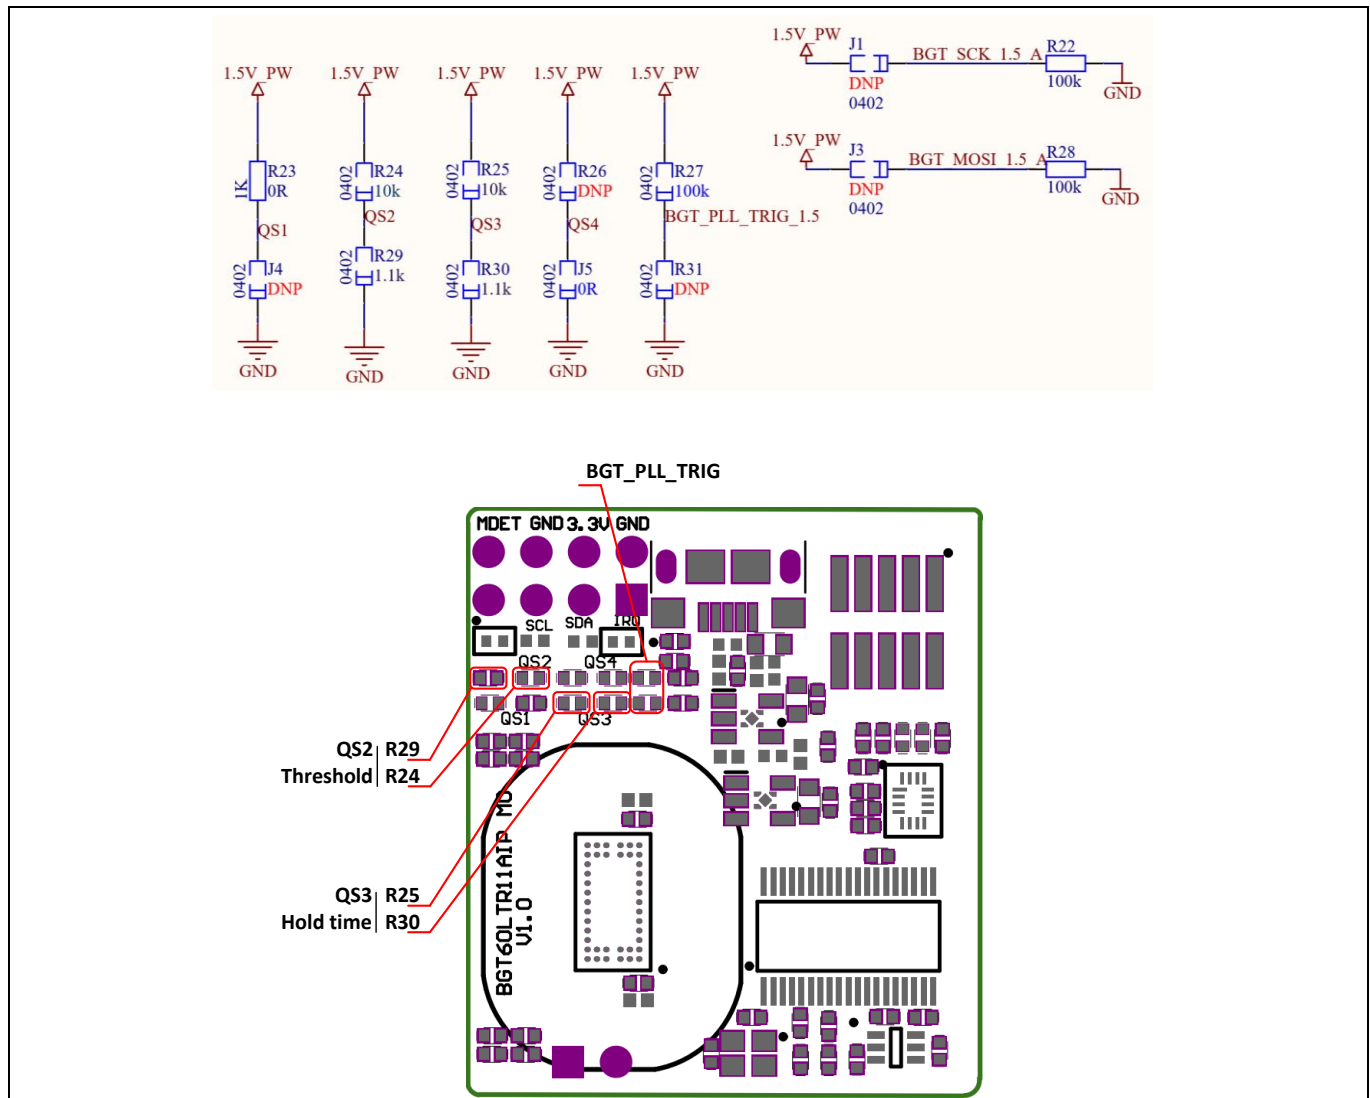 1.5V_PW
J1
BGT_SCK_1.5_A
R22
DNP
0402
100k
GND
1.5V_PW
J3
BGT_MOSI_1.5_A
R28
DNP
0402
100k
GND
1.5V_PW 1.5V_PW 1.5V_PW 1.5V_PW 1.5V_PW
1K R23 0R
0402 R24 10k
0402 R25 10k
0402 R26 DNP
0402 R27 100k
QS1 QS2 QS3 QS4 BGT_PLL_TRIG_1.5
0402 J4 DNP
0402 R29 1.1k
0402 R30 1.1k
0402 J5 0R
0402 R31 DNP
GND GND GND GND GND
BGT_PLL_TRIG
MDET GND 3.3V GND
SCL SDA IRQ
QS2 QS4
QS1 QS3
QS2 R29
Threshold R24
QS3 R25
Hold time R30
BGT60LTR11AIP MO
V1.0